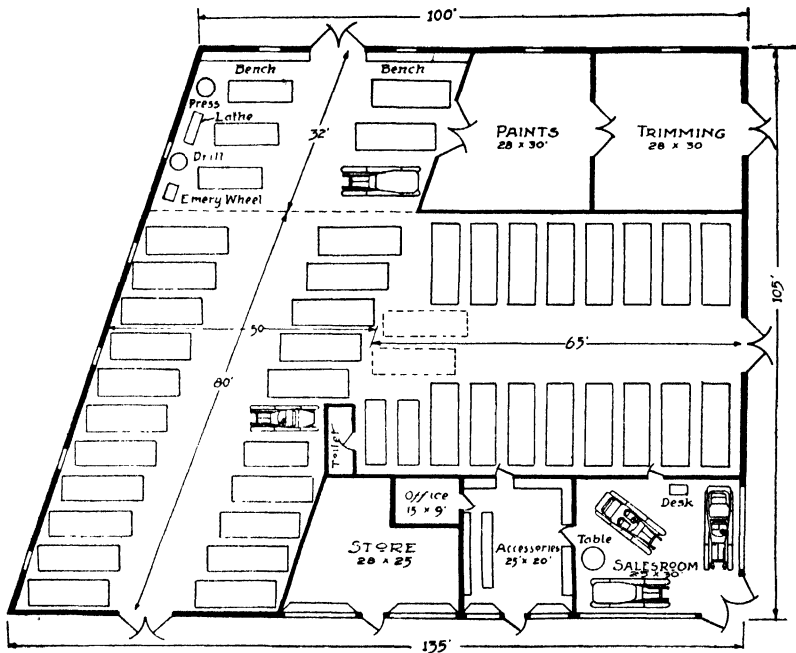 100'
Bench
Bench
Press
Lathe
32'
PAINTS
28 x 30'
TRIMMING
28 x 30
Drill
Emery Wheel
105'
50
65'
80'
Toilet
Office
15 x 9'
Desk
STORE
28 x 25
Accessories
25' x 20'
Table
SALESROOM
25 x 30'
135'